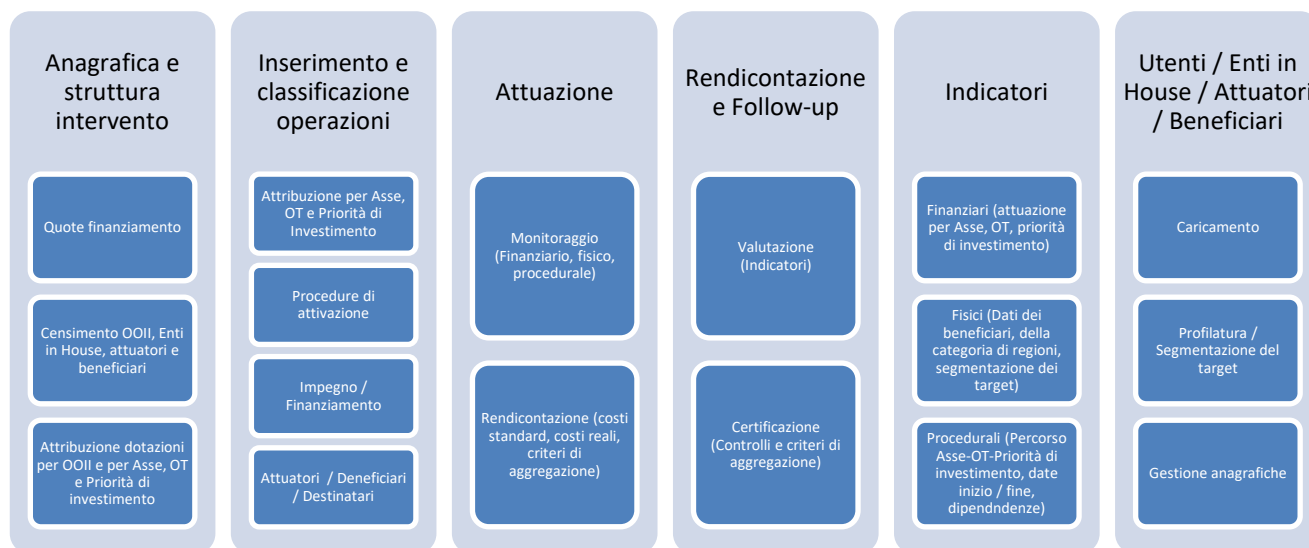 Anagrafica e
struttura
intervento
Quote finanziamento
Censimento OOII, Enti
in House, attuatori e
beneficiari
Attribuzione dotazioni
per OOII e per Asse, OT
e Priorità di
investimento
Inserimento e
classificazione
operazioni
Attribuzione per Asse,
OT e Priorità di
Investimento
Procedure di
attivazione
Impegno /
Finanziamento
Attuatori / Deneficiari
/ Destinatari
Attuazione
Monitoraggio
(Finanziario, fisico,
procedurale)
Rendicontazione (costi
standard, costi reali,
criteri di
aggregazione)
Rendicontazione
e Follow-up
Valutazione
(Indicatori)
Certificazione
(Controlli e criteri di
aggregazione)
Indicatori
Finanziari (attuazione
per Asse, OT, priorità
di investimento)
Fisici (Dati dei
beneficiari, della
categoria di regioni,
segmentazione dei
target)
Procedurali (Percorso
Asse-OT-Priorità di
investimento, date
inizio / fine,
dipendndenze)
Utenti / Enti in
House / Attuatori
/ Beneficiari
Caricamento
Profilatura /
Segmentazione del
target
Gestione anagrafiche